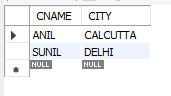 CNAME CITY
ANIL CALCUTTA
SUNIL DELHI
NULL NULL